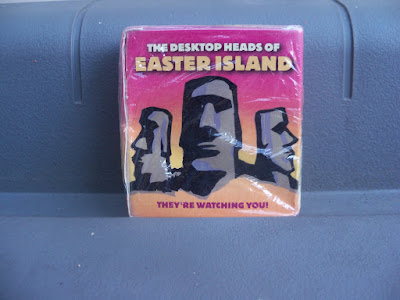 THE DESKTOP HEADS OF
EASTER ISLAND
THEY'RE WATCHING YOU!